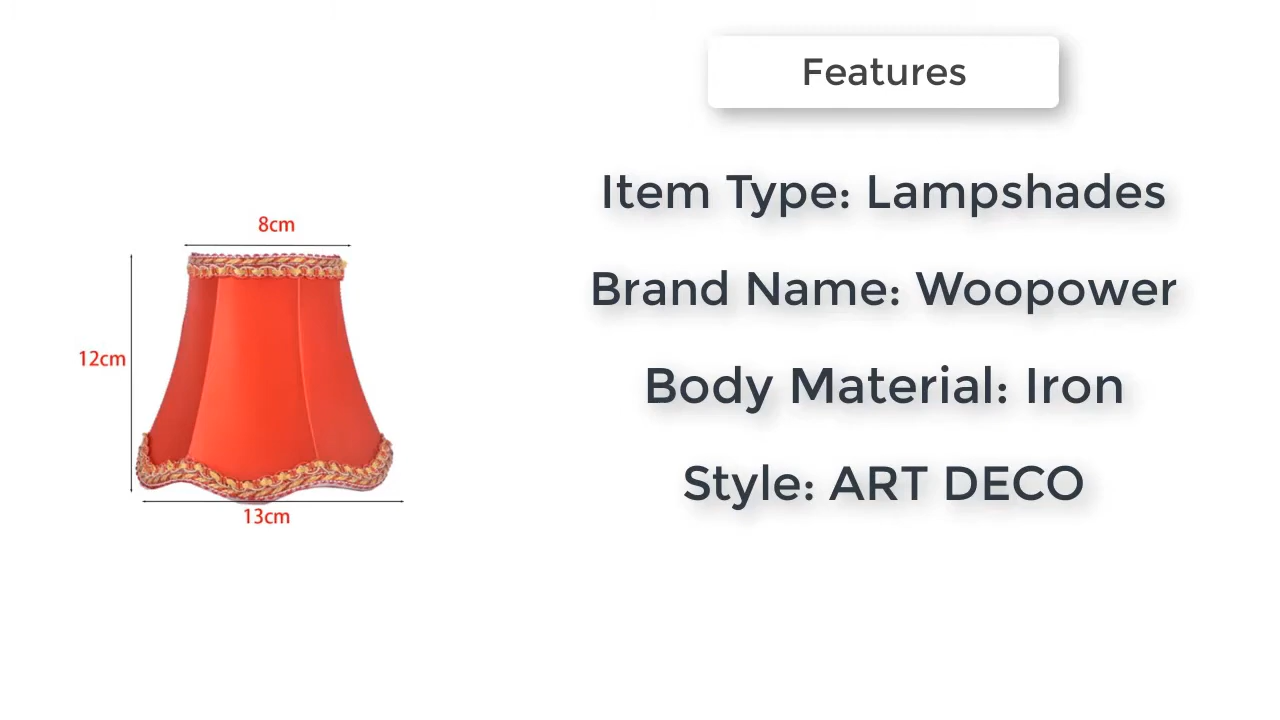 Features
Item Type: Lampshades
Brand Name: Woopower
Body Material: Iron
Style: ART DECO
8cm
12cm
13cm